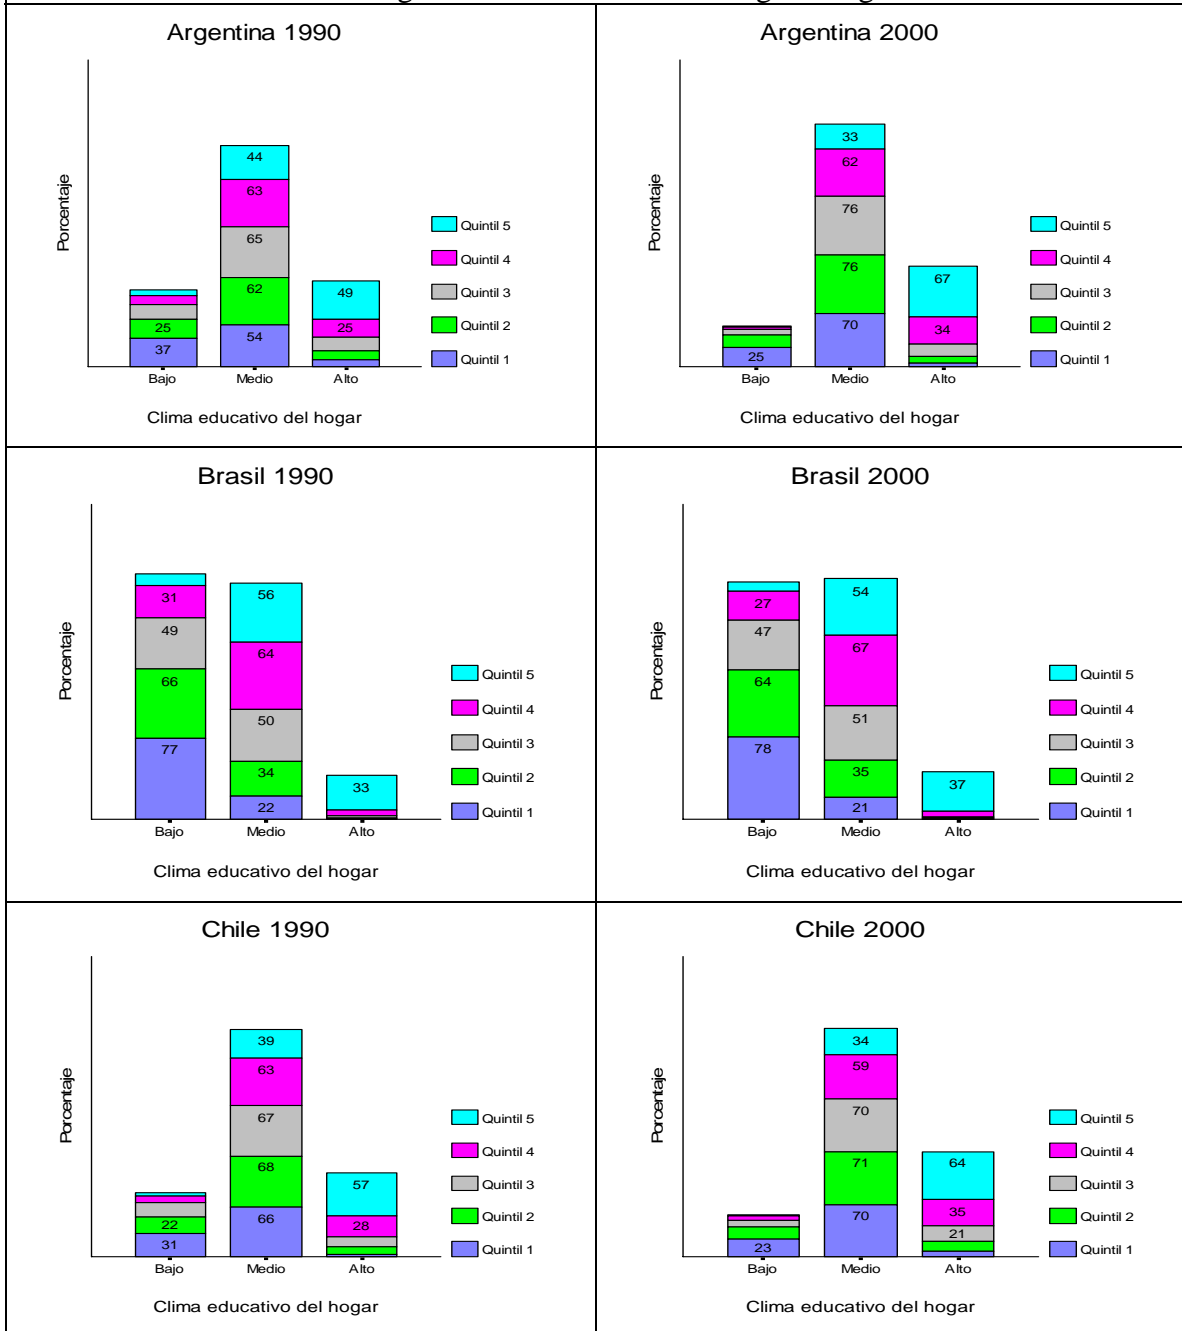 Argentina 1990
Porcentaje
44
63
65
62
54
25
37
49
25
Quintil 5
Quintil 4
Quintil 3
Quintil 2
Quintil 1
Bajo Medio Alto
Clima educativo del hogar
Argentina 2000
Porcentaje
33
62
76
76
70
25
67
34
Quintil 5
Quintil 4
Quintil 3
Quintil 2
Quintil 1
Bajo Medio Alto
Clima educativo del hogar
Brasil 1990
Porcentaje
31
49
66
77
56
64
50
34
22
33
Quintil 5
Quintil 4
Quintil 3
Quintil 2
Quintil 1
Bajo Medio Alto
Clima educativo del hogar
Brasil 2000
Porcentaje
27
47
64
78
54
67
51
35
21
37
Quintil 5
Quintil 4
Quintil 3
Quintil 2
Quintil 1
Bajo Medio Alto
Clima educativo del hogar
Chile 1990
Porcentaje
22
31
39
63
67
68
66
57
28
Quintil 5
Quintil 4
Quintil 3
Quintil 2
Quintil 1
Bajo Medio Alto
Clima educativo del hogar
Chile 2000
Porcentaje
23
34
59
70
71
70
64
35
21
Quintil 5
Quintil 4
Quintil 3
Quintil 2
Quintil 1
Bajo Medio Alto
Clima educativo del hogar